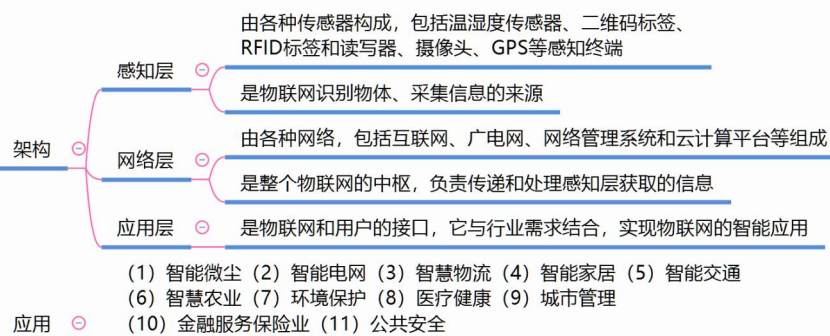 由各种传感器构成，包括温湿度传感器、二维码标签、
RFID标签和读写器、摄像头、GPS等感知终端
感知层
是物联网识别物体、采集信息的来源
由各种网络，包括互联网、广电网、网络管理系统和云计算平台等组成
架构
网络层
是整个物联网的中枢，负责传递和处理感知层获取的信息
应用层
是物联网和用户的接口，它与行业需求结合，实现物联网的智能应用
（1）智能微尘（2）智能电网（3）智慧物流（4）智能家居（5）智能交通
（6）智慧农业（7）环境保护（8）医疗健康（9）城市管理
应用
（10）金融服务保险业（11）公共安全